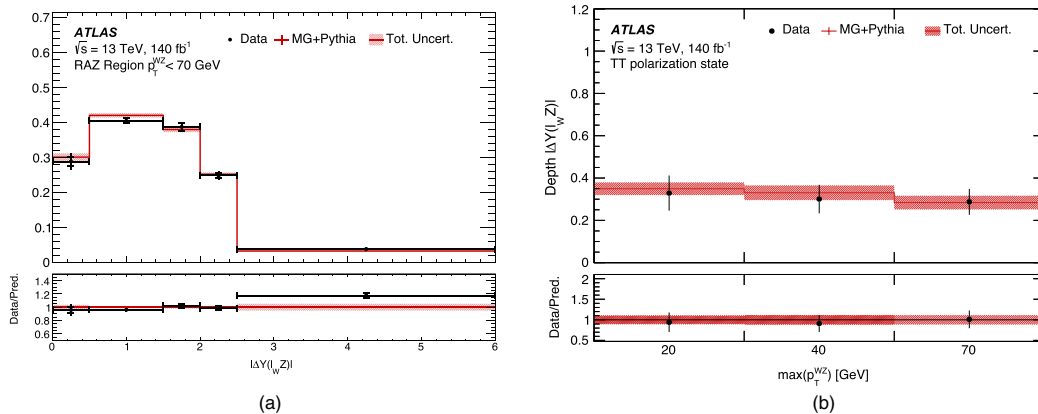 ATLAS
√s = 13 TeV, 140 fb⁻¹
RAZ Region p_T^WZ < 70 GeV
Data MG+Pythia Tot. Uncert.
0.7
0.6
0.5
0.4
0.3
0.2
0.1
0
Data/Pred.
1.4
1.2
1
0.8
0.6
0 1 2 3 4 5 6
|ΔY(l_W Z)|
(a)
ATLAS
√s = 13 TeV, 140 fb⁻¹
TT polarization state
Data MG+Pythia Tot. Uncert.
Depth |ΔY(l_W Z)|
1.2
1
0.8
0.6
0.4
0.2
0
Data/Pred.
2
1.5
1
0.5
20 40 70
max(p_T^WZ) [GeV]
(b)